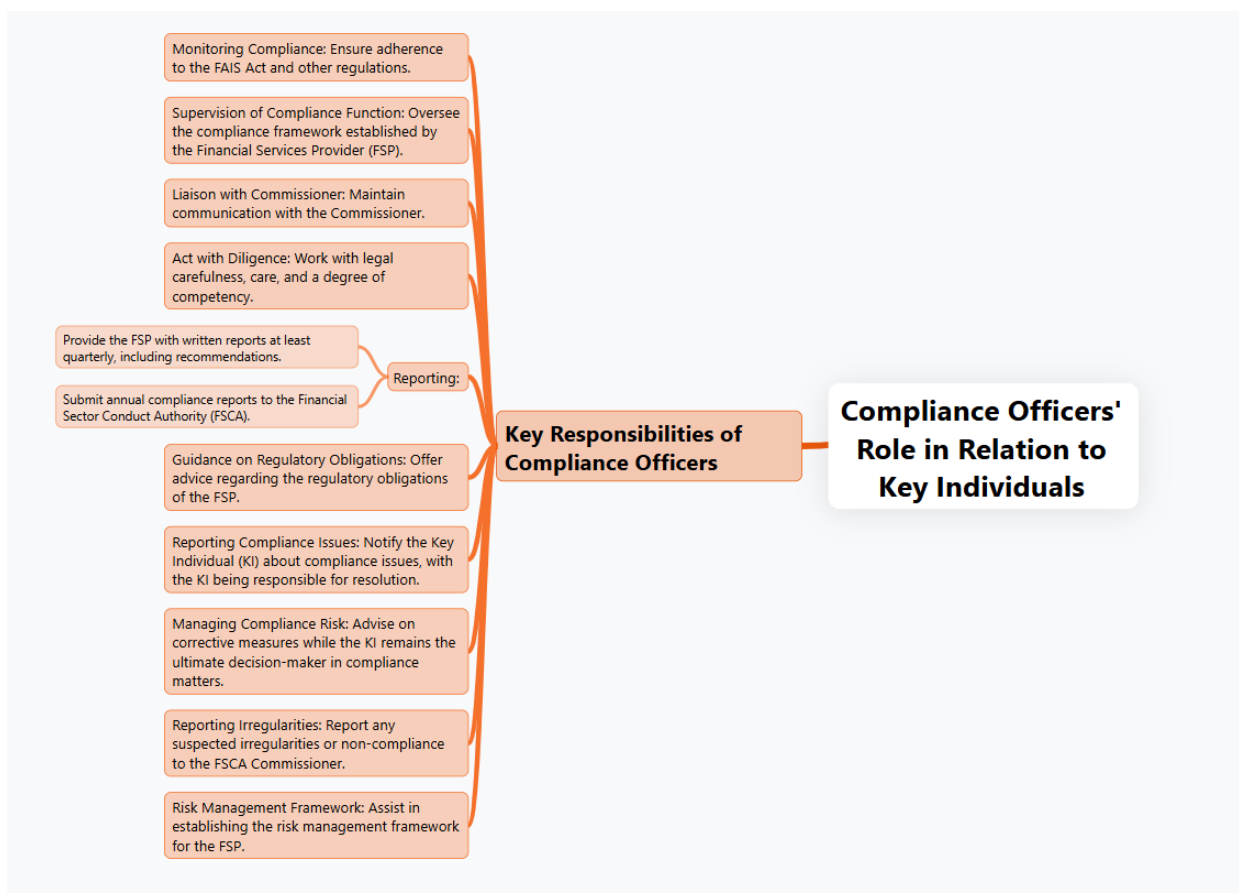 Monitoring Compliance: Ensure adherence
to the FAIS Act and other regulations.
Supervision of Compliance Function: Oversee
the compliance framework established by
the Financial Services Provider (FSP).
Liaison with Commissioner: Maintain
communication with the Commissioner.
Act with Diligence: Work with legal
carefulness, care, and a degree of
competency.
Provide the FSP with written reports at least
quarterly, including recommendations.
Reporting:
Submit annual compliance reports to the Financial
Sector Conduct Authority (FSCA).
Guidance on Regulatory Obligations: Offer
advice regarding the regulatory obligations
of the FSP.
Reporting Compliance Issues: Notify the Key
Individual (KI) about compliance issues, with
the KI being responsible for resolution.
Managing Compliance Risk: Advise on
corrective measures while the KI remains the
ultimate decision-maker in compliance
matters.
Reporting Irregularities: Report any
suspected irregularities or non-compliance
to the FSCA Commissioner.
Risk Management Framework: Assist in
establishing the risk management framework
for the FSP.
Key Responsibilities of
Compliance Officers
Compliance Officers'
Role in Relation to
Key Individuals